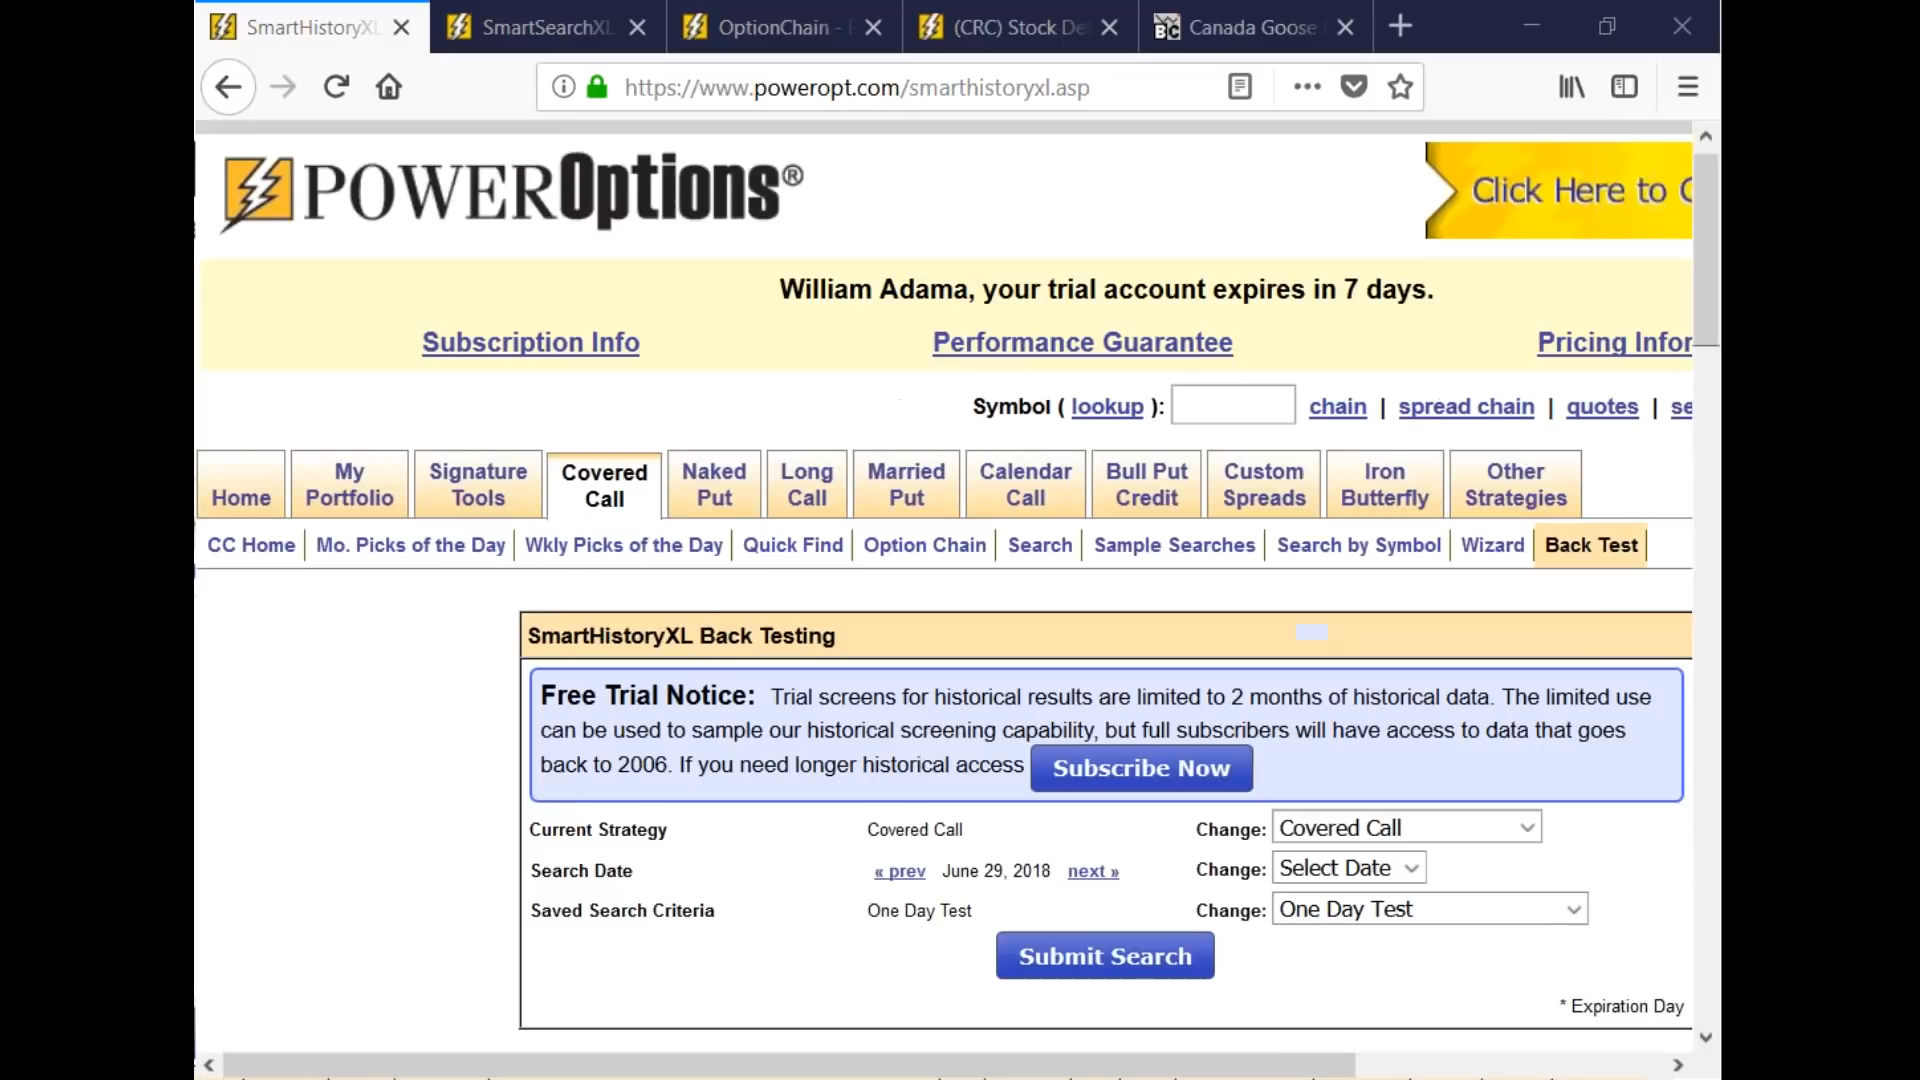 SmartHistoryXL SmartSearchXL OptionChain - (CRC) Stock De Canada Goose
https://www.poweropt.com/smarthistoryxl.asp
POWEROptions® Click Here to
William Adama, your trial account expires in 7 days.
Subscription Info Performance Guarantee Pricing Infor
Symbol ( lookup ): chain | spread chain | quotes | se
Home My Portfolio Signature Tools Covered Call Naked Put Long Call Married Put Calendar Call Bull Put Credit Custom Spreads Iron Butterfly Other Strategies
CC Home Mo. Picks of the Day Wkly Picks of the Day Quick Find Option Chain Search Sample Searches Search by Symbol Wizard Back Test
SmartHistoryXL Back Testing
Free Trial Notice: Trial screens for historical results are limited to 2 months of historical data. The limited use
can be used to sample our historical screening capability, but full subscribers will have access to data that goes
back to 2006. If you need longer historical access Subscribe Now
Current Strategy Covered Call Change: Covered Call
Search Date « prev June 29, 2018 next » Change: Select Date
Saved Search Criteria One Day Test Change: One Day Test
Submit Search
* Expiration Day